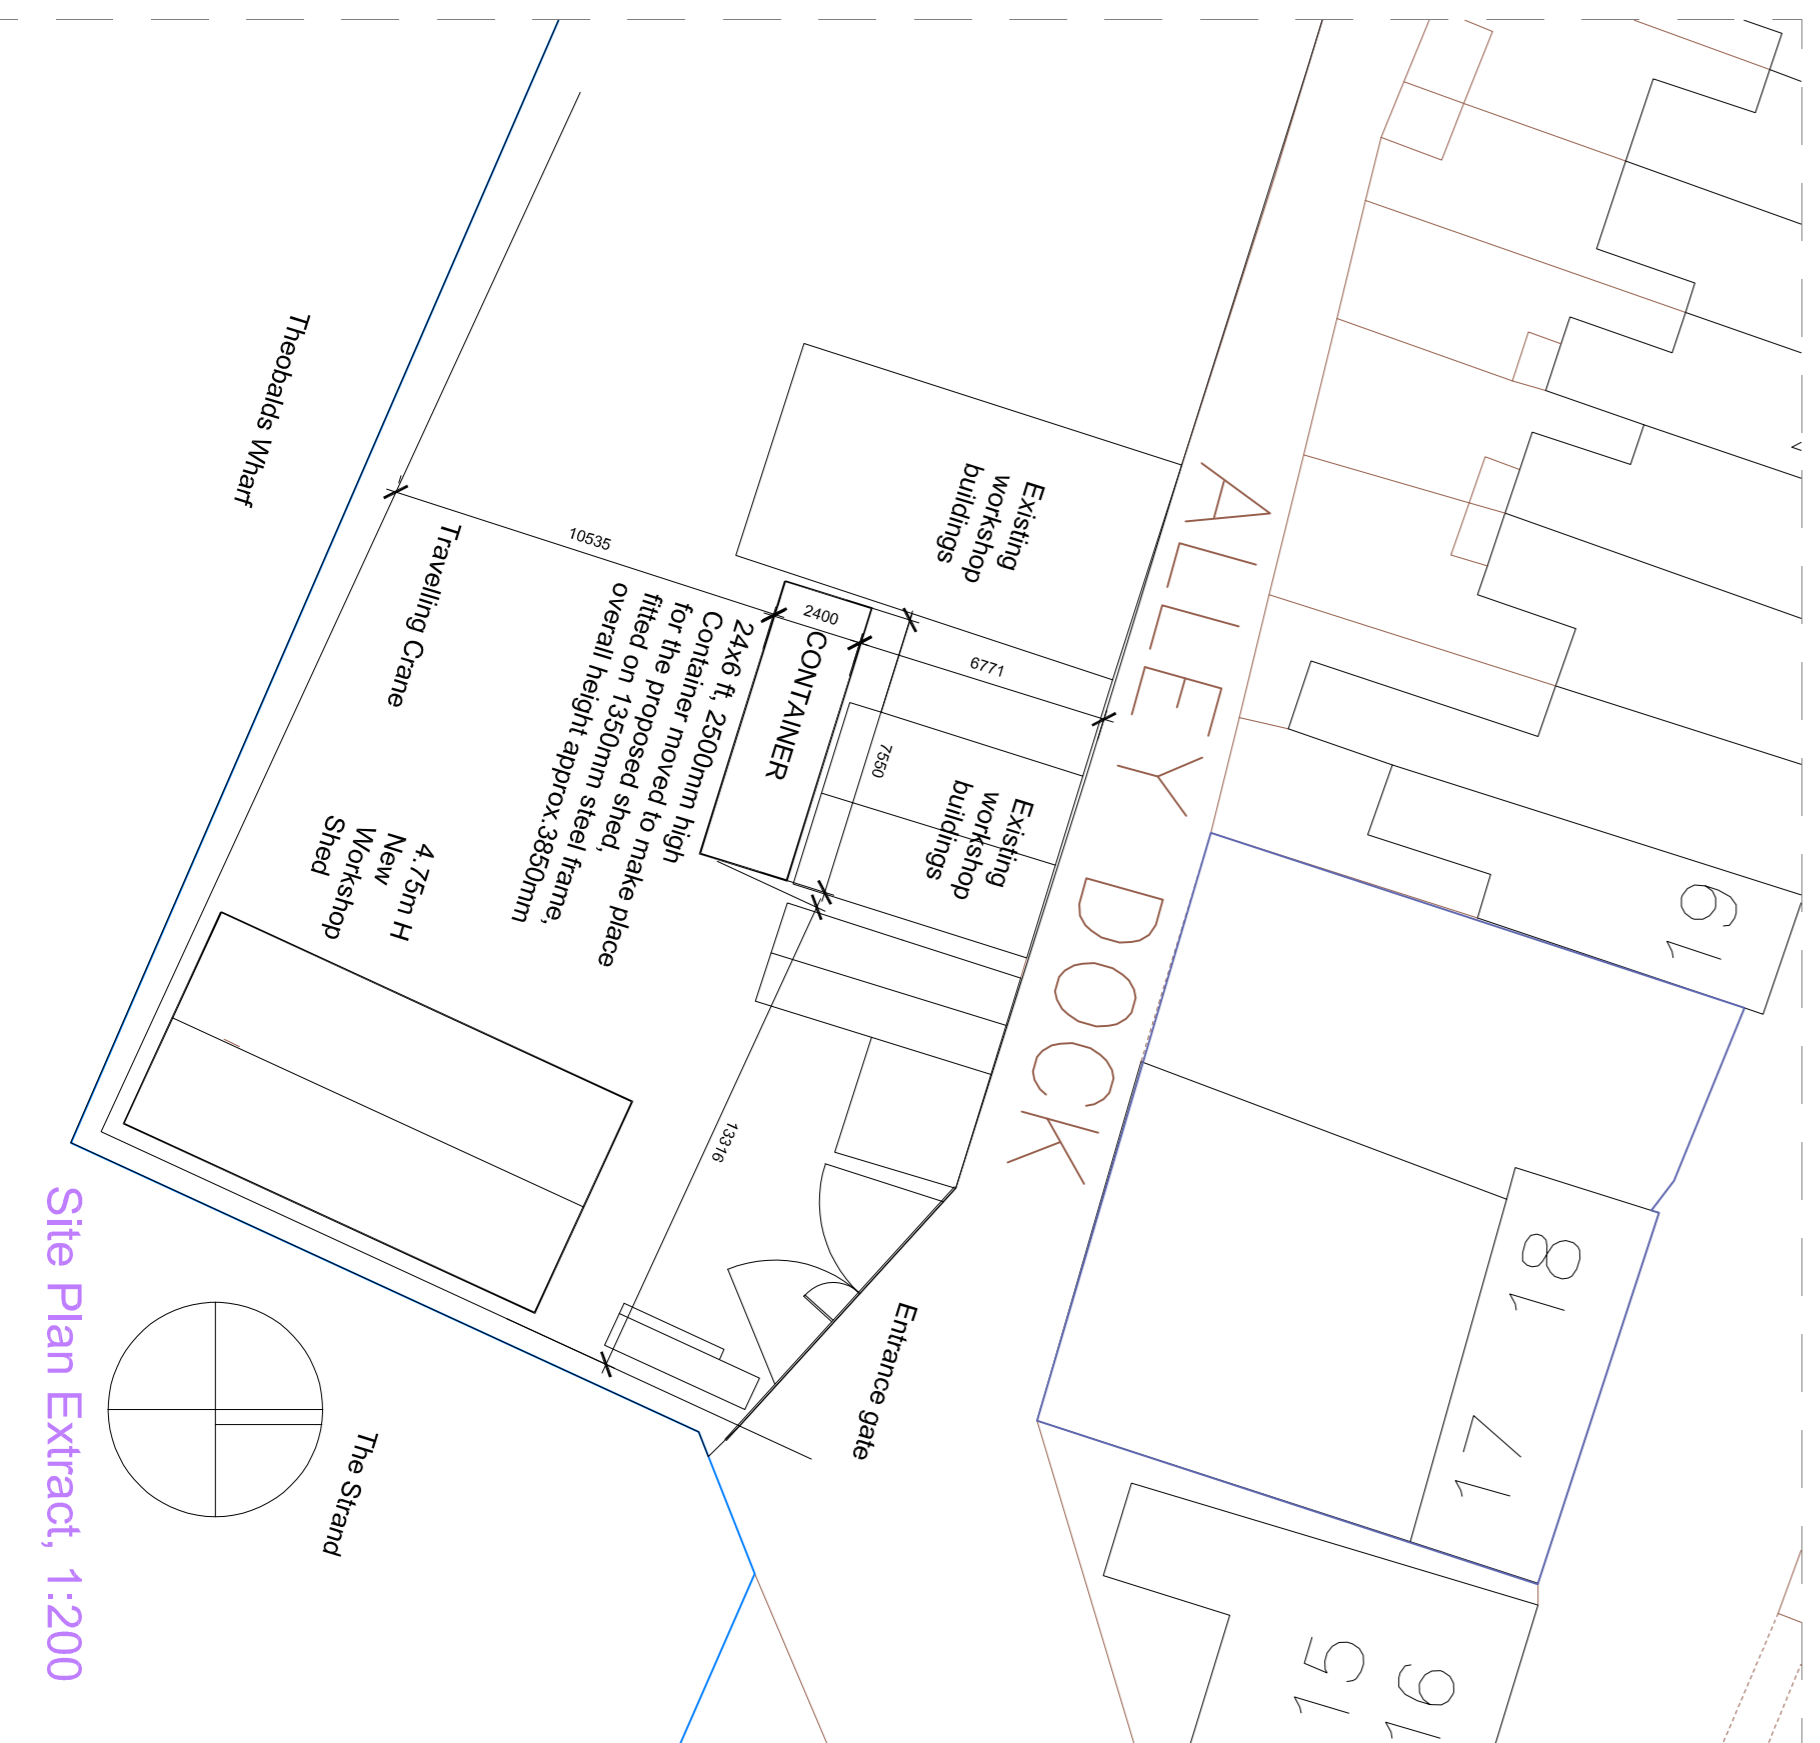 Theobalds Wharf
Travelling Crane
10535
2400
6771
7550
13316
Existing
workshop
buildings
Existing
workshop
buildings
CONTAINER
24x6 ft, 2500mm high
Container moved to make place
for the proposed shed,
fitted on 1350mm steel frame,
overall height approx.3850mm
4.75m H
New
Workshop
Shed
ALLEY DOCK
Entrance gate
The Strand
19
18
17
15
16
Site Plan Extract, 1:200